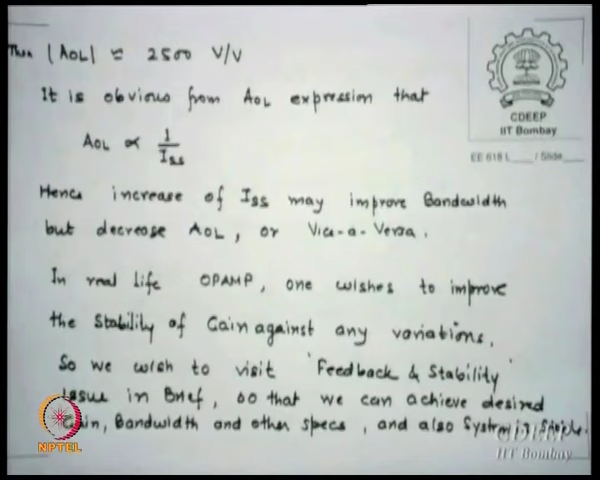 Then |AOL| ≈ 2500 V/V
It is obvious from AOL expression that
AOL ∝ 1/ISS
Hence increase of ISS may improve Bandwidth
but decrease AOL, or Vice-a-Versa.
In real life OPAMP, one wishes to improve
the Stability of Gain against any variations.
So we wish to visit 'Feedback & Stability'
issue in Brief, so that we can achieve desired
Gain, Bandwidth and other specs, and also System is Stable.
CDEEP
IIT Bombay
EE 618 L___ / Slide___
NPTEL
CDEEP
IIT Bombay